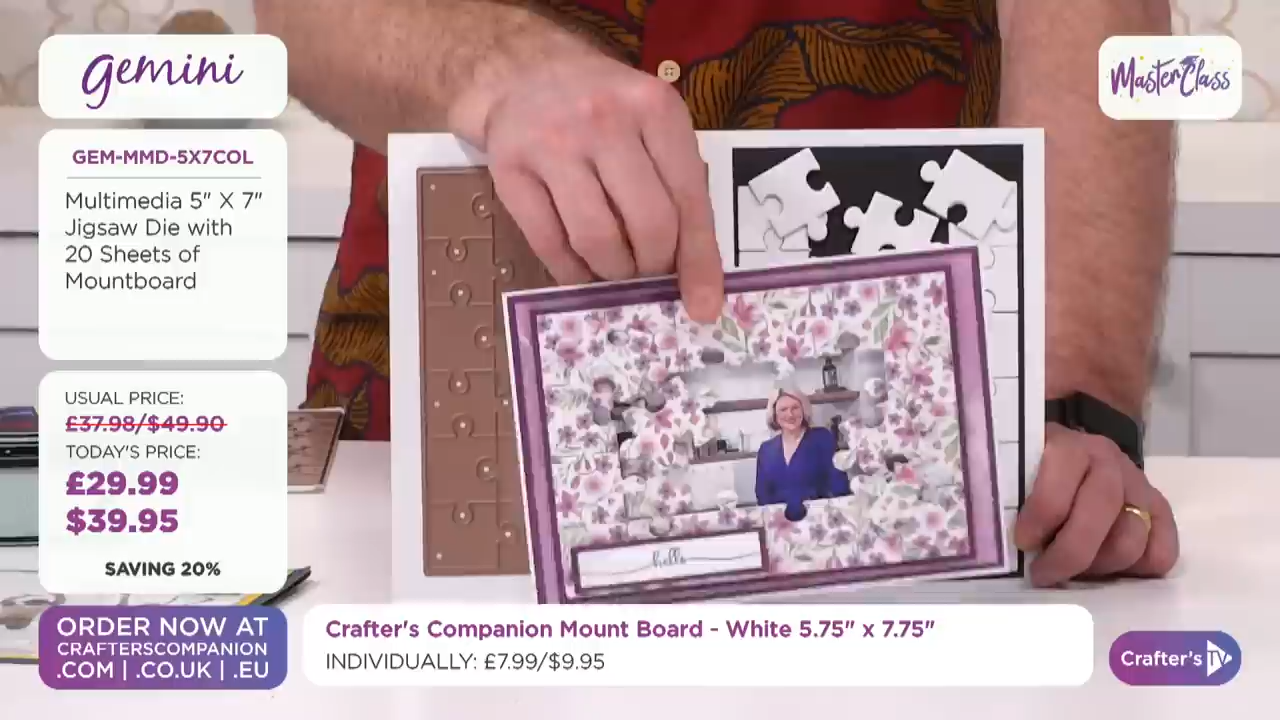 gemini
MasterClass
GEM-MMD-5X7COL
Multimedia 5" X 7"
Jigsaw Die with
20 Sheets of
Mountboard
USUAL PRICE:
£37.98/$49.90
TODAY'S PRICE:
£29.99
$39.95
SAVING 20%
hello
ORDER NOW AT
CRAFTERSCOMPANION
.COM | .CO.UK | .EU
Crafter's Companion Mount Board - White 5.75" x 7.75"
INDIVIDUALLY: £7.99/$9.95
Crafter's TV